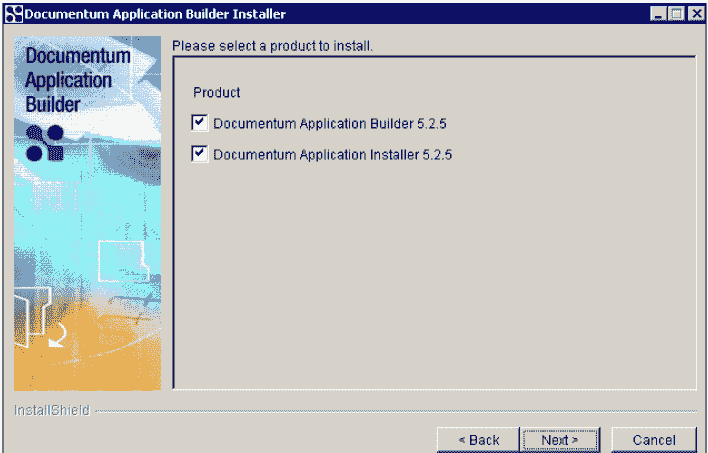 Documentum Application Builder Installer
Documentum
Application
Builder
Please select a product to install.
Product
Documentum Application Builder 5.2.5
Documentum Application Installer 5.2.5
InstallShield
< Back
Next >
Cancel